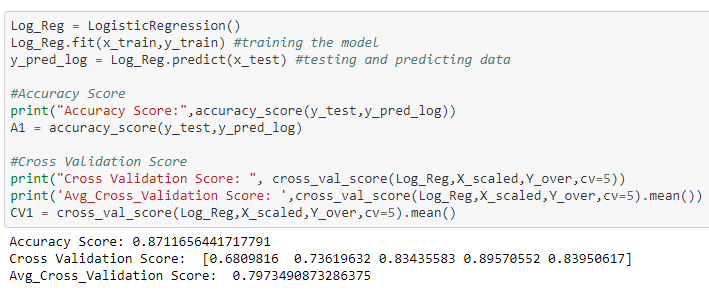 Log_Reg = LogisticRegression()
Log_Reg.fit(x_train,y_train) #training the model
y_pred_log = Log_Reg.predict(x_test) #testing and predicting data
#Accuracy Score
print("Accuracy Score:",accuracy_score(y_test,y_pred_log))
A1 = accuracy_score(y_test,y_pred_log)
#Cross Validation Score
print("Cross Validation Score: ", cross_val_score(Log_Reg,X_scaled,Y_over,cv=5))
print('Avg_Cross_Validation Score: ',cross_val_score(Log_Reg,X_scaled,Y_over,cv=5).mean())
CV1 = cross_val_score(Log_Reg,X_scaled,Y_over,cv=5).mean()
Accuracy Score: 0.8711656441717791
Cross Validation Score:  [0.6809816  0.73619632 0.83435583 0.89570552 0.83950617]
Avg_Cross_Validation Score:  0.7973490873286375